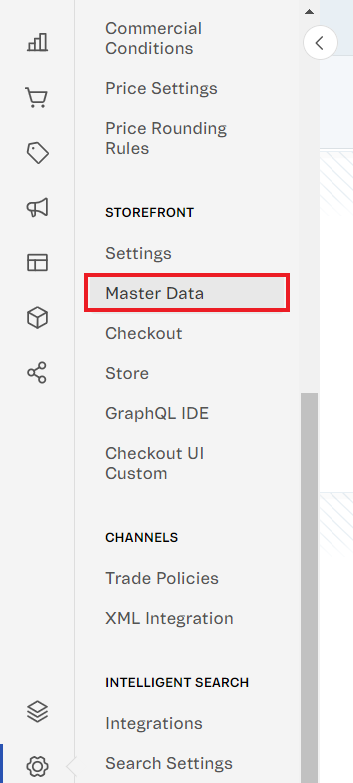 Commercial
Conditions
Price Settings
Price Rounding
Rules
STOREFRONT
Settings
Master Data
Checkout
Store
GraphQL IDE
Checkout UI
Custom
CHANNELS
Trade Policies
XML Integration
INTELLIGENT SEARCH
Integrations
Search Settings